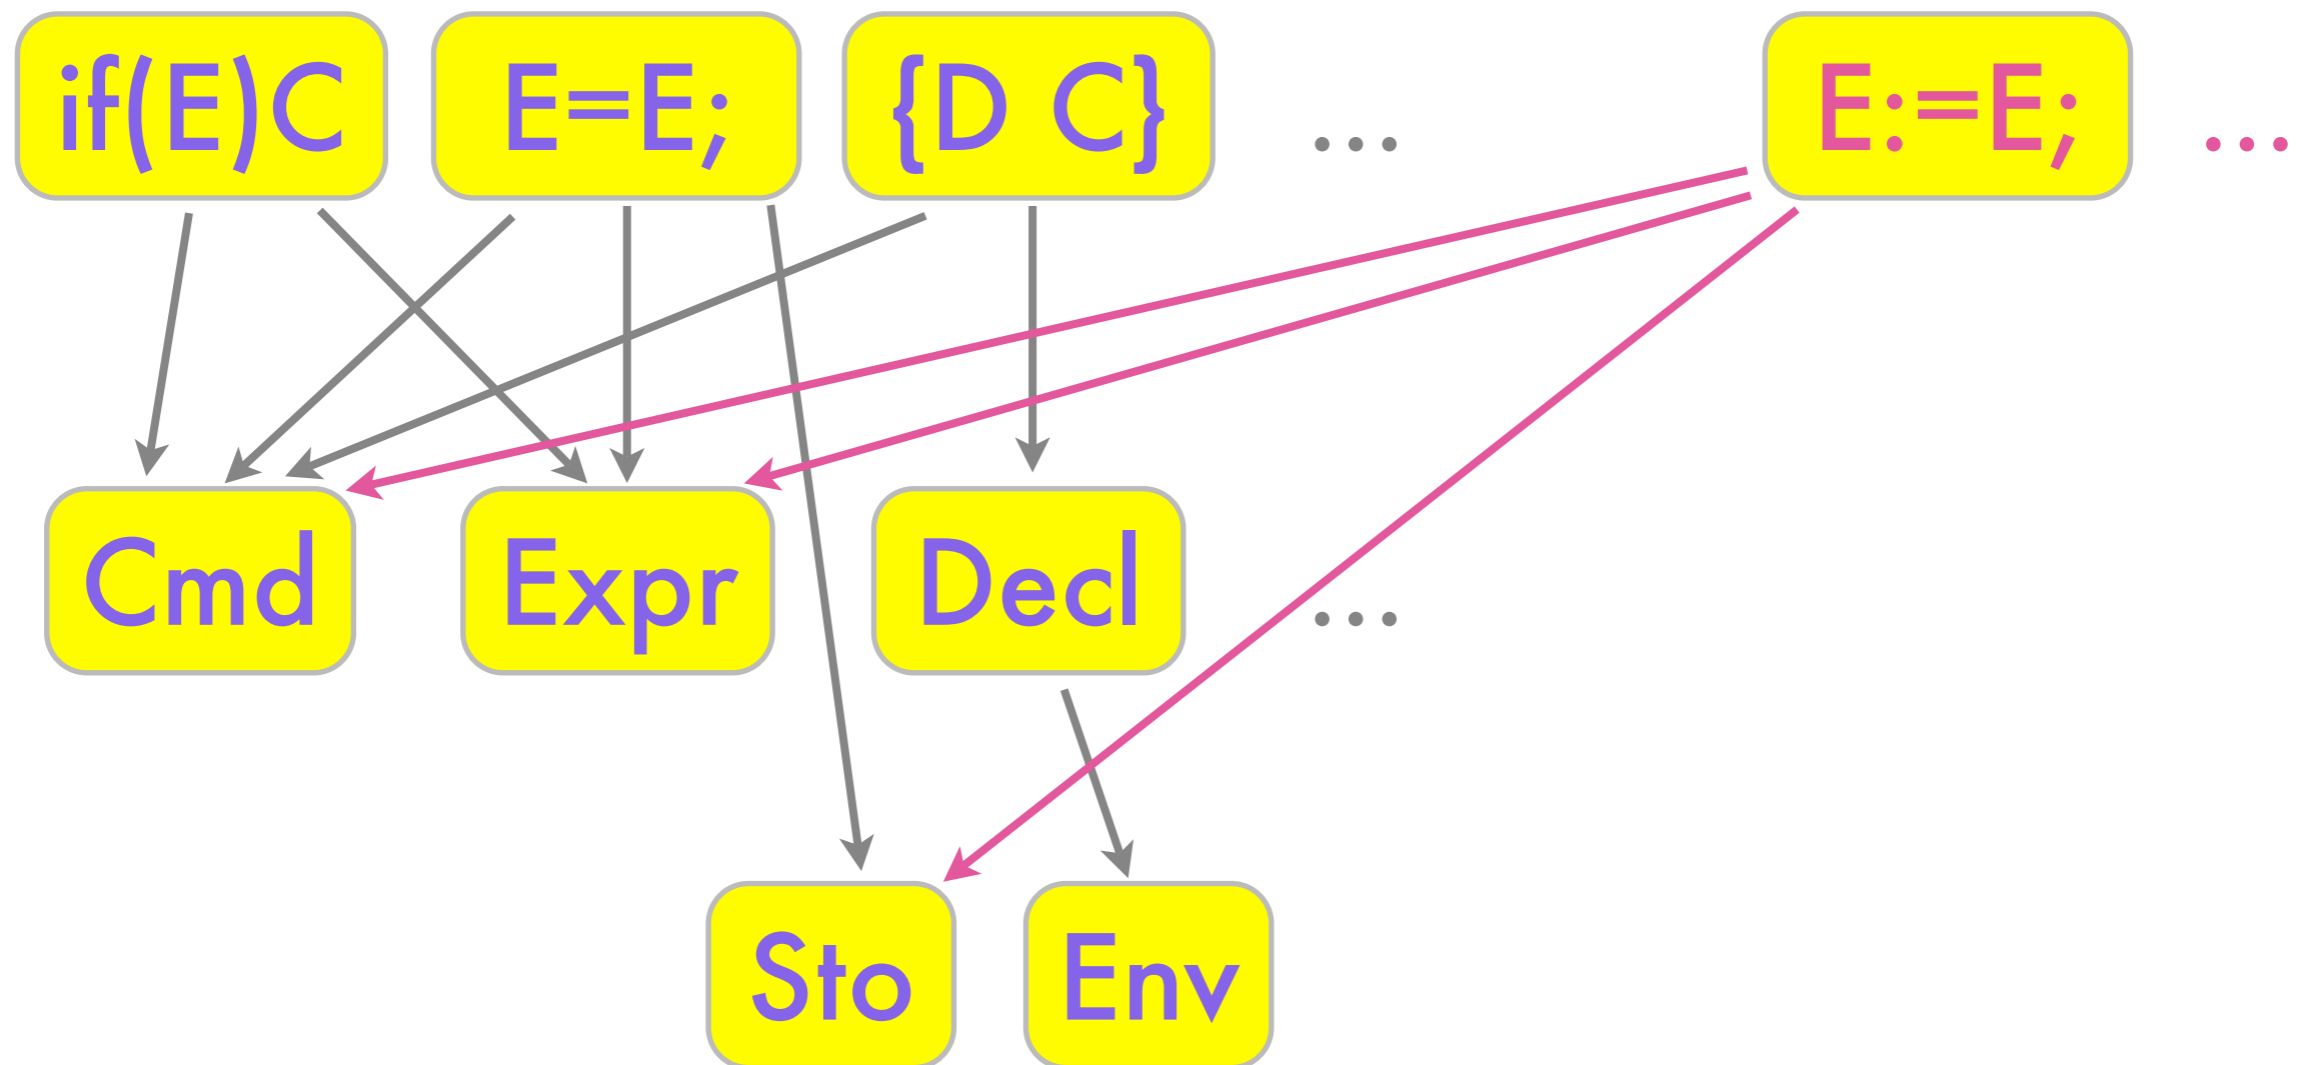 if(E)C E=E; {D C} ... E:=E; ...
Cmd Expr Decl ...
Sto Env